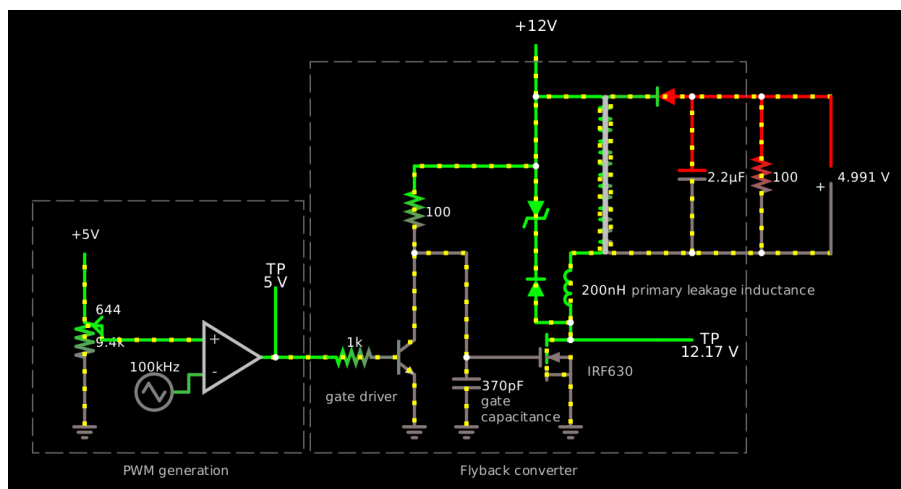 +12V
2.2μF
100
+
4.991 V
100
+5V
TP
5 V
644
9.4k
100kHz
+
-
1k
200nH primary leakage inductance
TP
12.17 V
IRF630
gate driver
370pF
gate
capacitance
PWM generation
Flyback converter